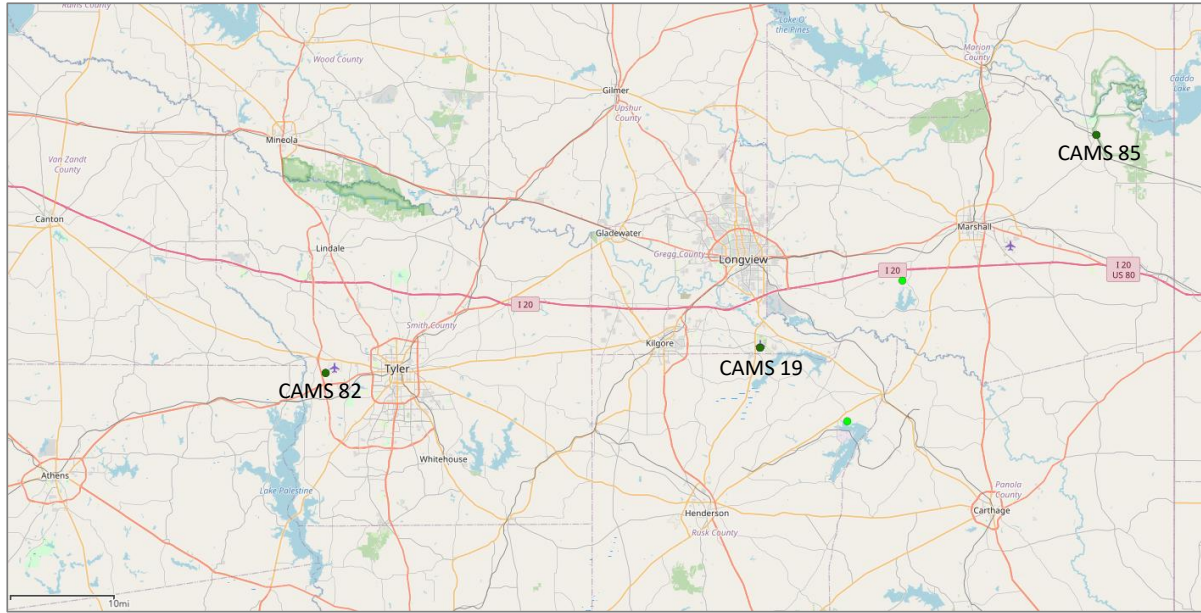 Rains County
Wood County
"Lake O'
the Pines"
Marion
County
Caddo
Lake
Gilmer
Upshur
County
Mineola
Van Zandt
County
CAMS 85
Canton
Lindale
Gladewater
Gregg County
Longview
Marshall
I 20
I 20
US 80
I 20
Smith County
Kilgore
Tyler
CAMS 82
CAMS 19
Whitehouse
Athens
Lake Palestine
Henderson
Rusk County
Panola
County
Carthage
10mi